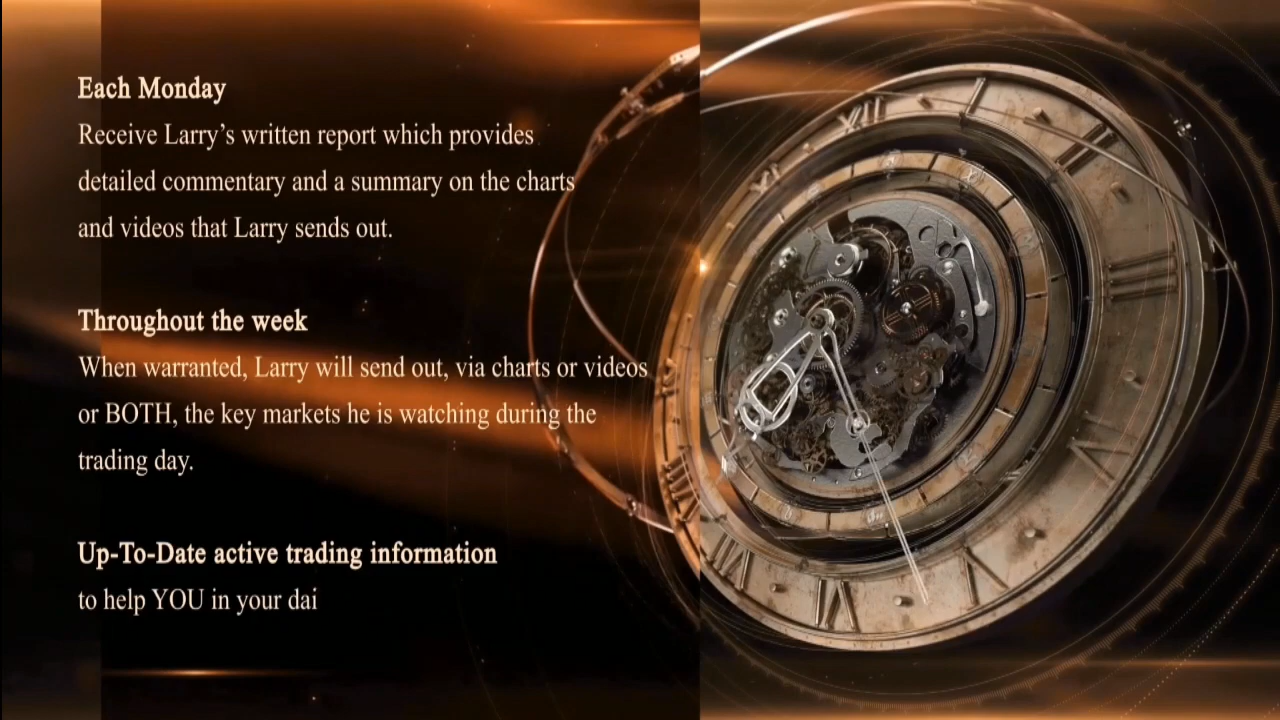 Each Monday
Receive Larry’s written report which provides
detailed commentary and a summary on the charts
and videos that Larry sends out.
Throughout the week
When warranted, Larry will send out, via charts or videos
or BOTH, the key markets he is watching during the
trading day.
Up-To-Date active trading information
to help YOU in your dai